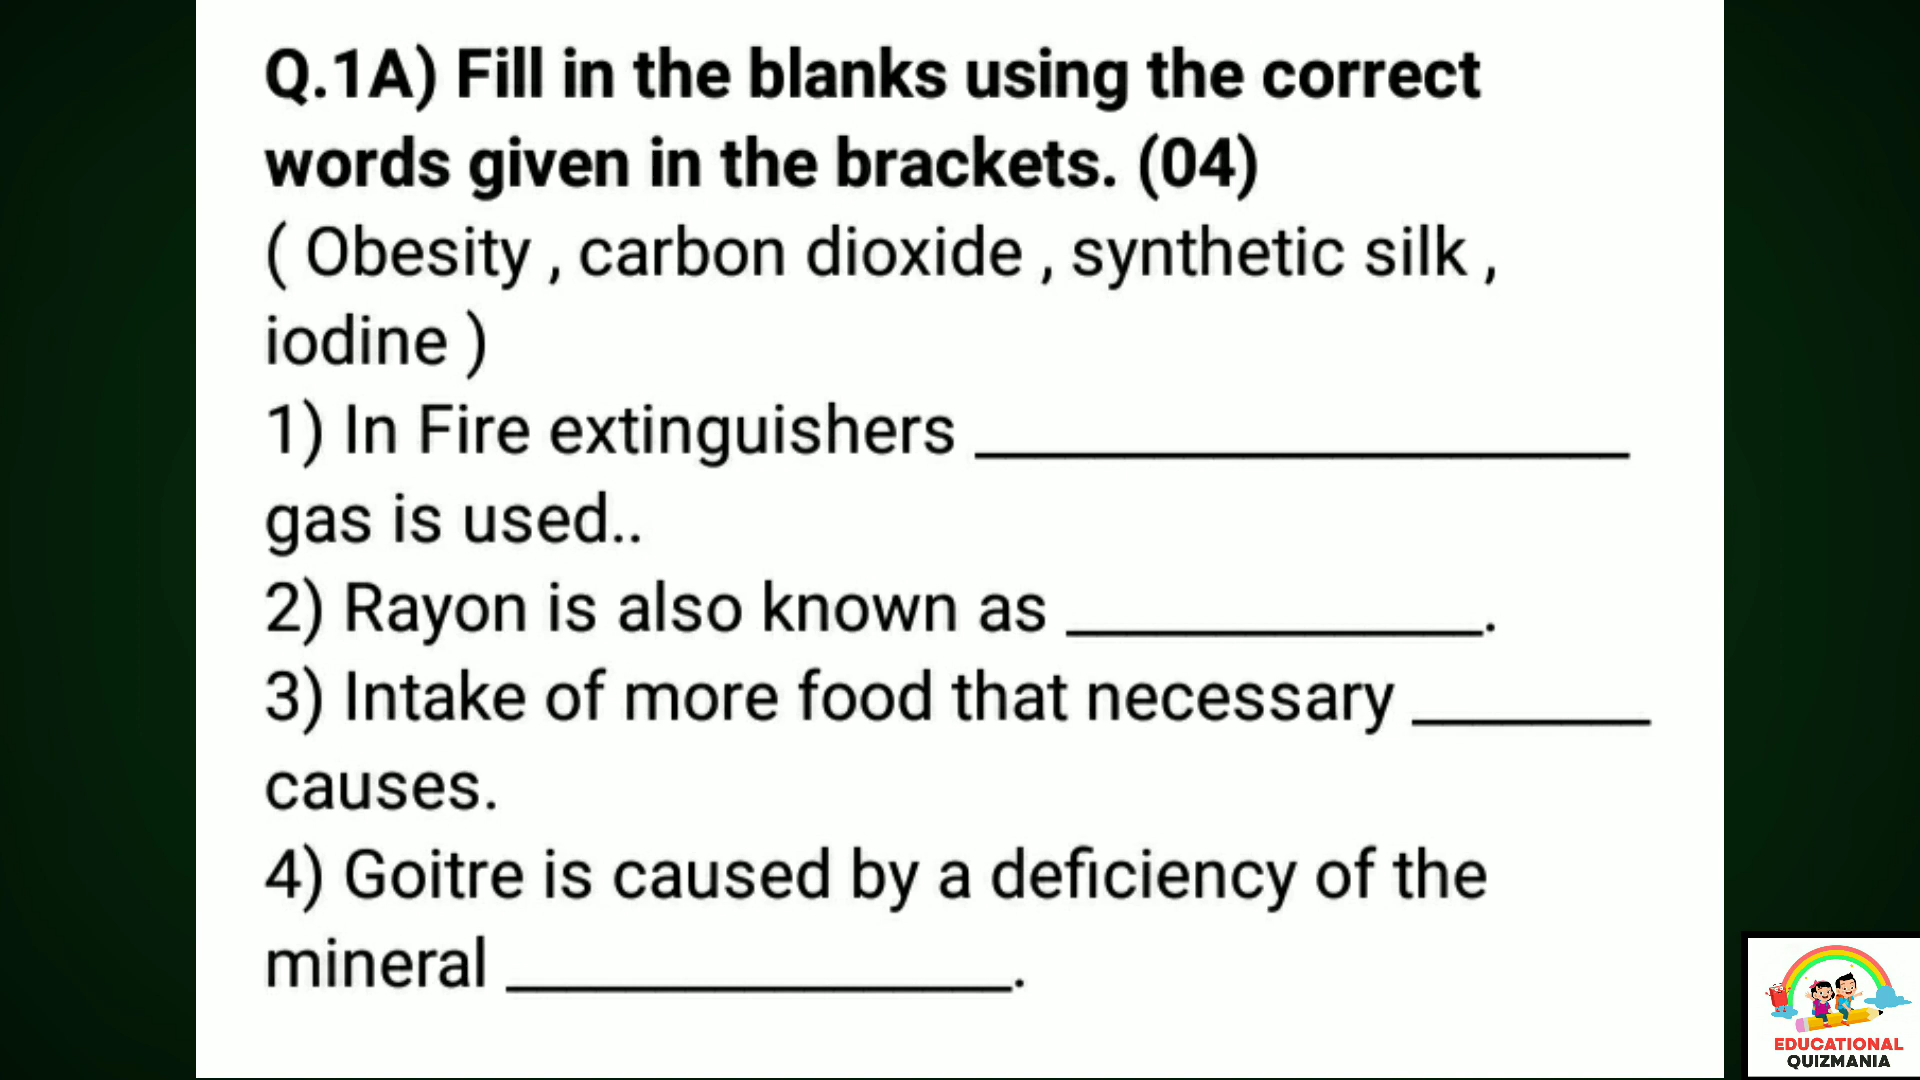 Q.1A) Fill in the blanks using the correct
words given in the brackets. (04)
( Obesity , carbon dioxide , synthetic silk ,
iodine )
1) In Fire extinguishers ____________________
gas is used..
2) Rayon is also known as _____________.
3) Intake of more food that necessary _______
causes.
4) Goitre is caused by a deficiency of the
mineral ________________.
EDUCATIONAL
QUIZMANIA